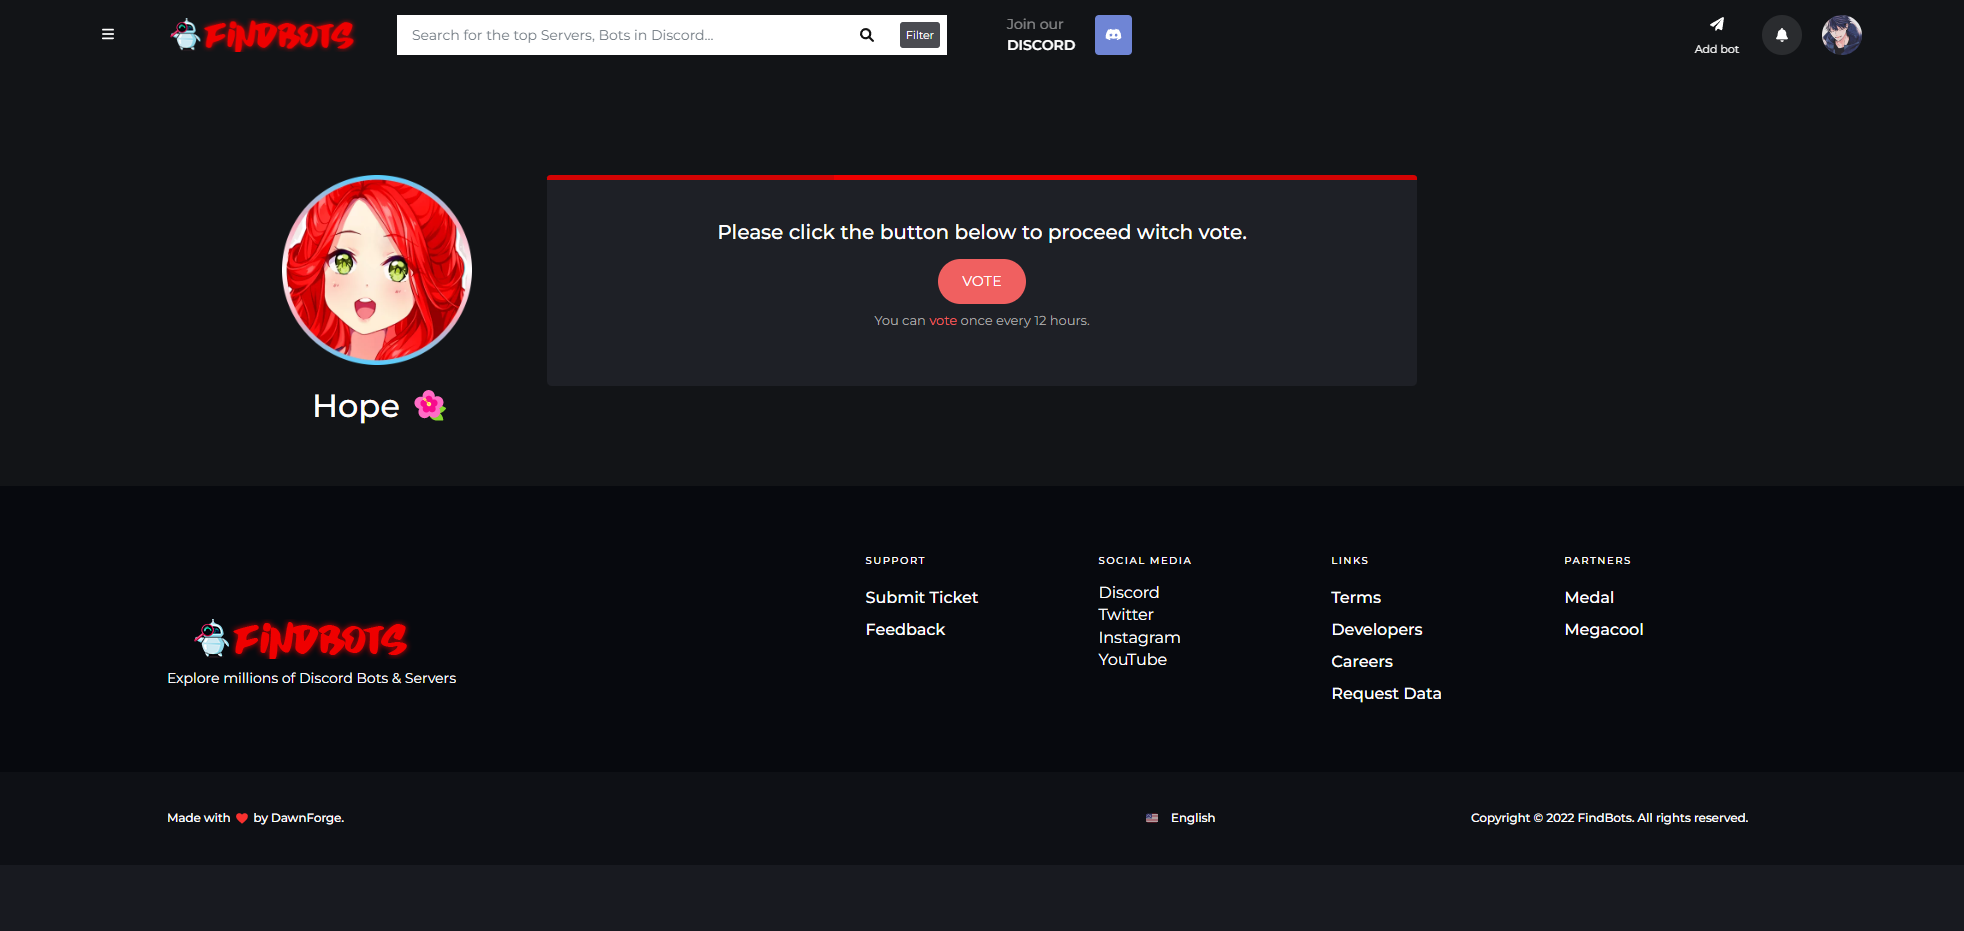 FINDBOTS
Search for the top Servers, Bots in Discord...
Filter
Join our
DISCORD
Add bot
Please click the button below to proceed witch vote.
VOTE
You can vote once every 12 hours.
Hope
FINDBOTS
Explore millions of Discord Bots & Servers
SUPPORT
Submit Ticket
Feedback
SOCIAL MEDIA
Discord
Twitter
Instagram
YouTube
LINKS
Terms
Developers
Careers
Request Data
PARTNERS
Medal
Megacool
Made with ❤ by DawnForge.
English
Copyright © 2022 FindBots. All rights reserved.